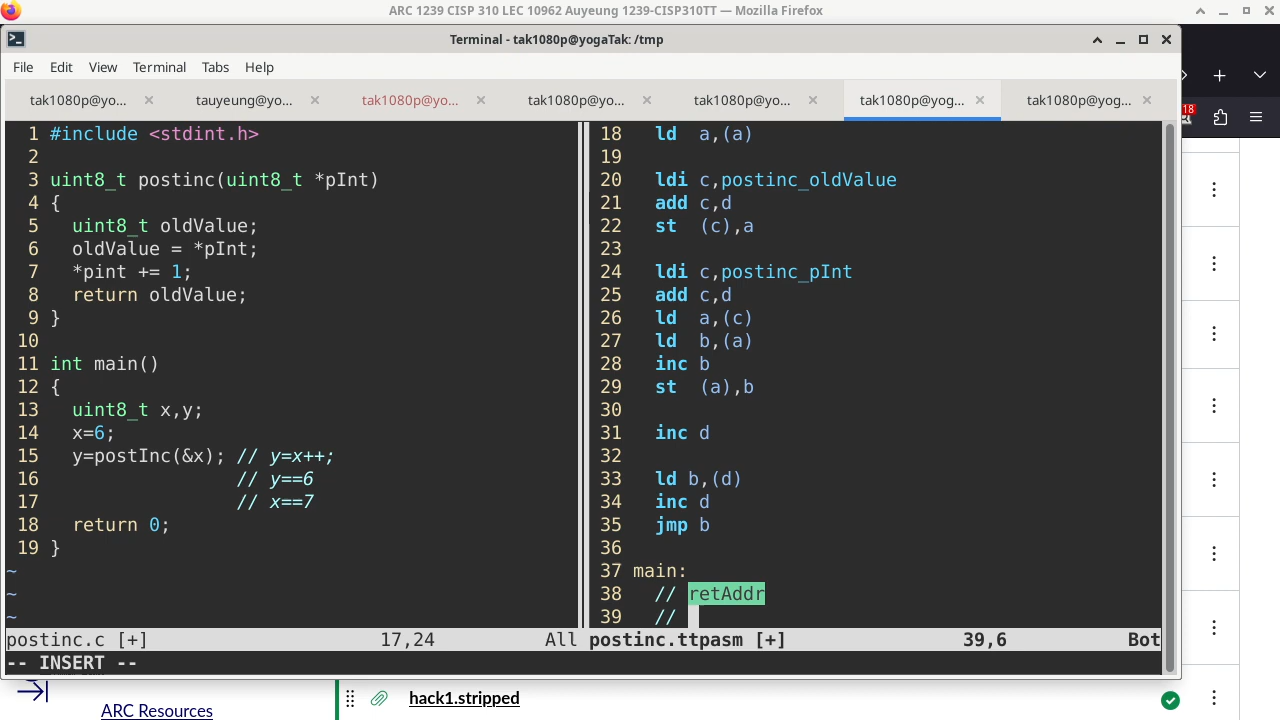 ARC 1239 CISP 310 LEC 10962 Auyeung 1239-CISP310TT — Mozilla Firefox
Terminal - tak1080p@yogaTak: /tmp
File Edit View Terminal Tabs Help
tak1080p@yo... tauyeung@yo... tak1080p@yo... tak1080p@yo... tak1080p@yo... tak1080p@yog... tak1080p@yog...
18
1 #include <stdint.h>
2
3 uint8_t postinc(uint8_t *pInt)
4 {
5   uint8_t oldValue;
6   oldValue = *pInt;
7   *pint += 1;
8   return oldValue;
9 }
10
11 int main()
12 {
13   uint8_t x,y;
14   x=6;
15   y=postInc(&x); // y=x++;
16                  // y==6
17                  // x==7
18   return 0;
19 }
~
~
~
postinc.c [+] 17,24 All
18   ld  a,(a)
19
20   ldi c,postinc_oldValue
21   add c,d
22   st  (c),a
23
24   ldi c,postinc_pInt
25   add c,d
26   ld  a,(c)
27   ld  b,(a)
28   inc b
29   st  (a),b
30
31   inc d
32
33   ld b,(d)
34   inc d
35   jmp b
36
37 main:
38   // retAddr
39   //
postinc.ttpasm [+] 39,6 Bot
-- INSERT --
ARC Resources
hack1.stripped